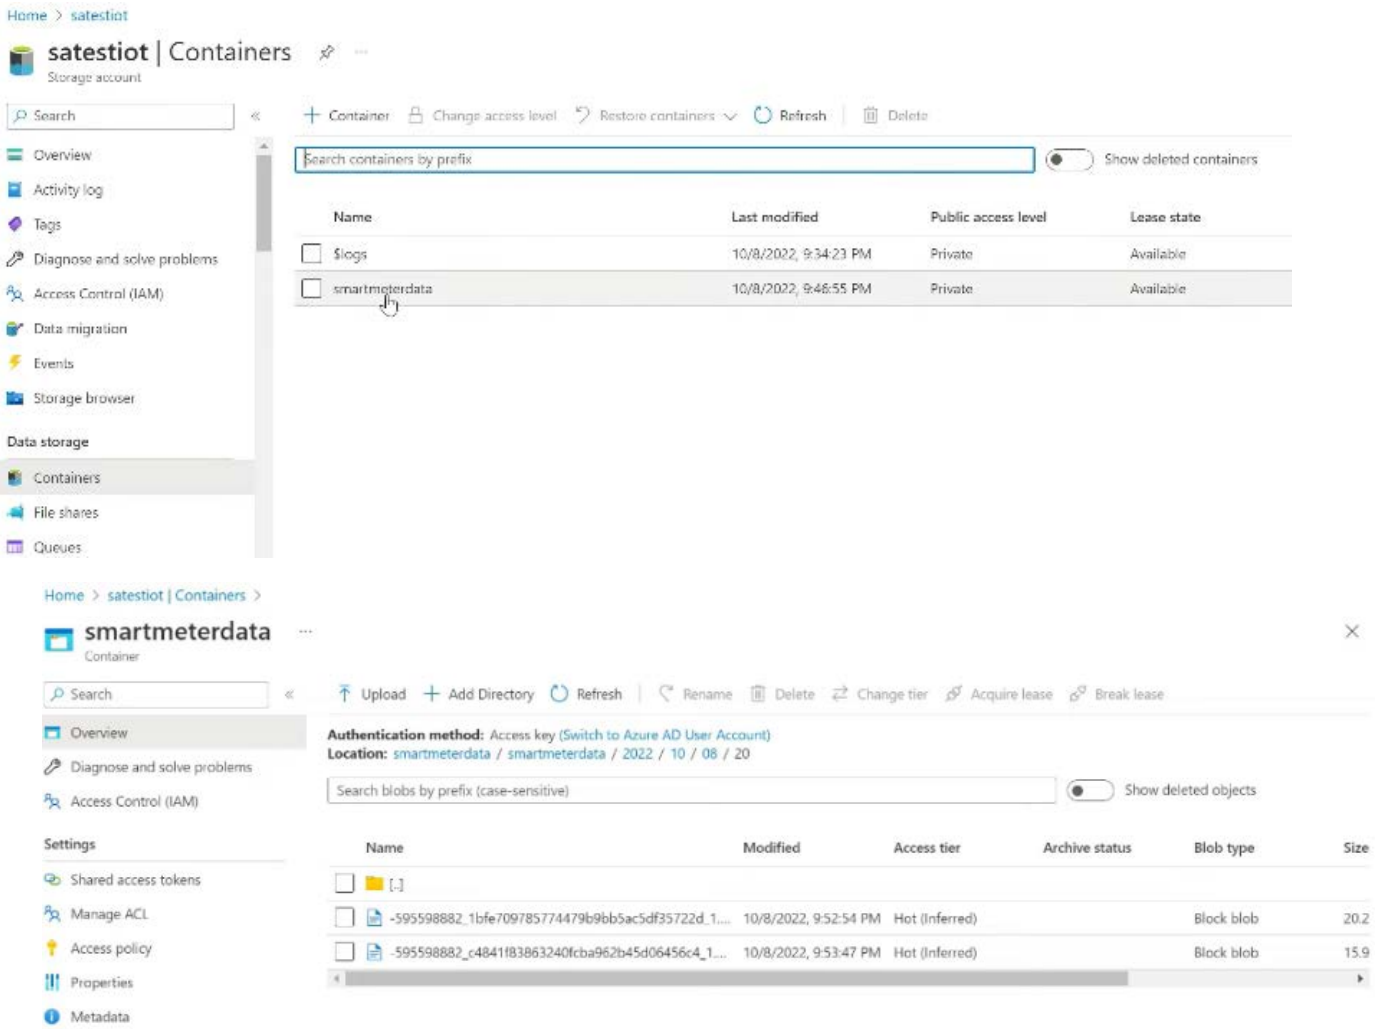 Home > satestiot
satestiot | Containers ...
Storage account
Search «
+ Container Change access level Restore containers Refresh Delete
Search containers by prefix Show deleted containers
Overview
Activity log
Tags
Diagnose and solve problems
Access Control (IAM)
Data migration
Events
Storage browser
Data storage
Containers
File shares
Queues
Name Last modified Public access level Lease state
$logs 10/8/2022, 9:34:23 PM Private Available
smartmeterdata 10/8/2022, 9:46:55 PM Private Available
Home > satestiot | Containers >
smartmeterdata ...
Container
Search «
Overview
Diagnose and solve problems
Access Control (IAM)
Settings
Shared access tokens
Manage ACL
Access policy
Properties
Metadata
Upload + Add Directory Refresh Rename Delete Change tier Acquire lease Break lease
Authentication method: Access key (Switch to Azure AD User Account)
Location: smartmeterdata / smartmeterdata / 2022 / 10 / 08 / 20
Search blobs by prefix (case-sensitive) Show deleted objects
Name Modified Access tier Archive status Blob type Size
[..]
-595598882_1bfe709785774479b9bb5ac5df35722d_1.... 10/8/2022, 9:52:54 PM Hot (Inferred) Block blob 20.2
-595598882_c4841f83863240fcba962b45d06456c4_1.... 10/8/2022, 9:53:47 PM Hot (Inferred) Block blob 15.9